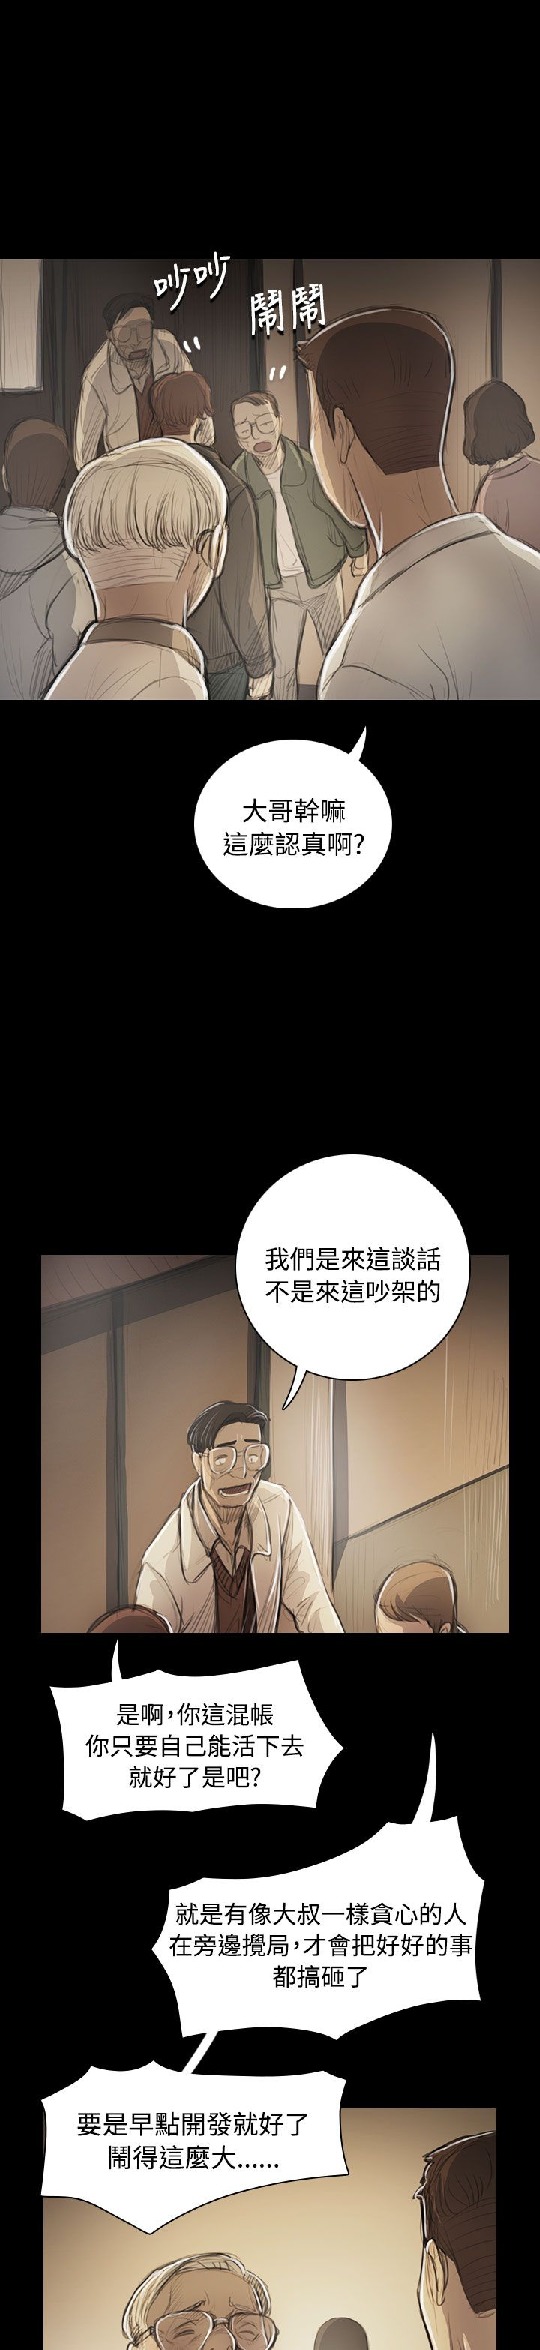 吵吵
鬧鬧
大哥幹嘛
這麼認真啊?
我們是來這談話
不是來這吵架的
是啊,你這混帳
你只要自己能活下去
就好了是吧?
就是有像大叔一樣貪心的人
在旁邊攪局,才會把好好的事
都搞砸了
要是早點開發就好了
鬧得這麼大......